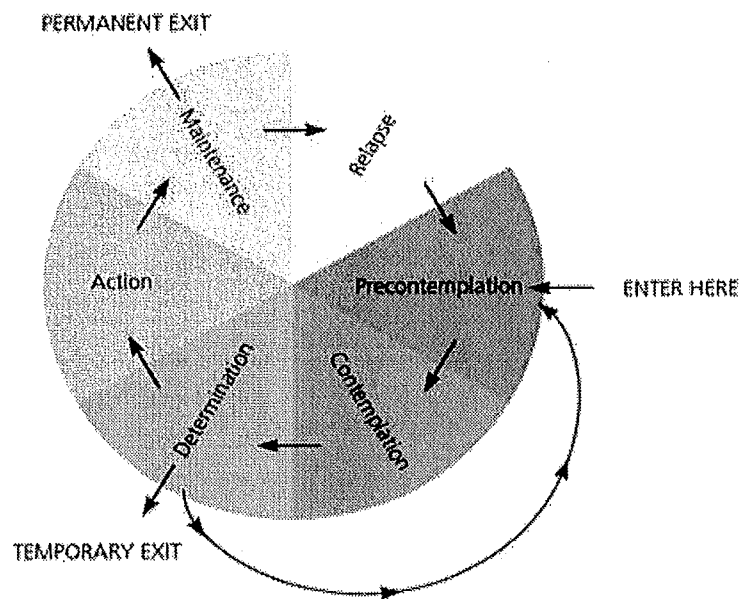 PERMANENT EXIT
Maintenance
Relapse
Action
Precontemplation
ENTER HERE
Determination
Contemplation
TEMPORARY EXIT